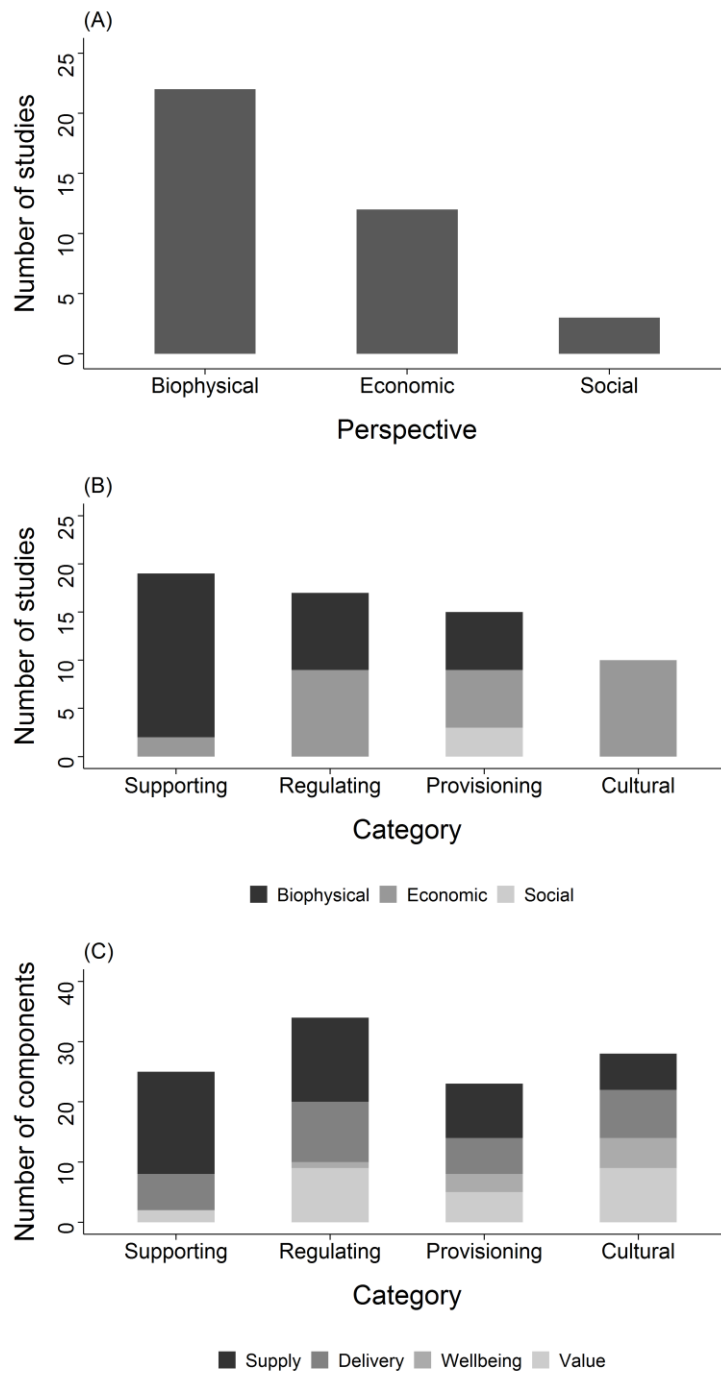 (A)
Number of studies
25
20
15
10
5
0
Biophysical Economic Social
Perspective
(B)
Number of studies
25
20
15
10
5
0
Supporting Regulating Provisioning Cultural
Category
Biophysical Economic Social
(C)
Number of components
40
30
20
10
0
Supporting Regulating Provisioning Cultural
Category
Supply Delivery Wellbeing Value